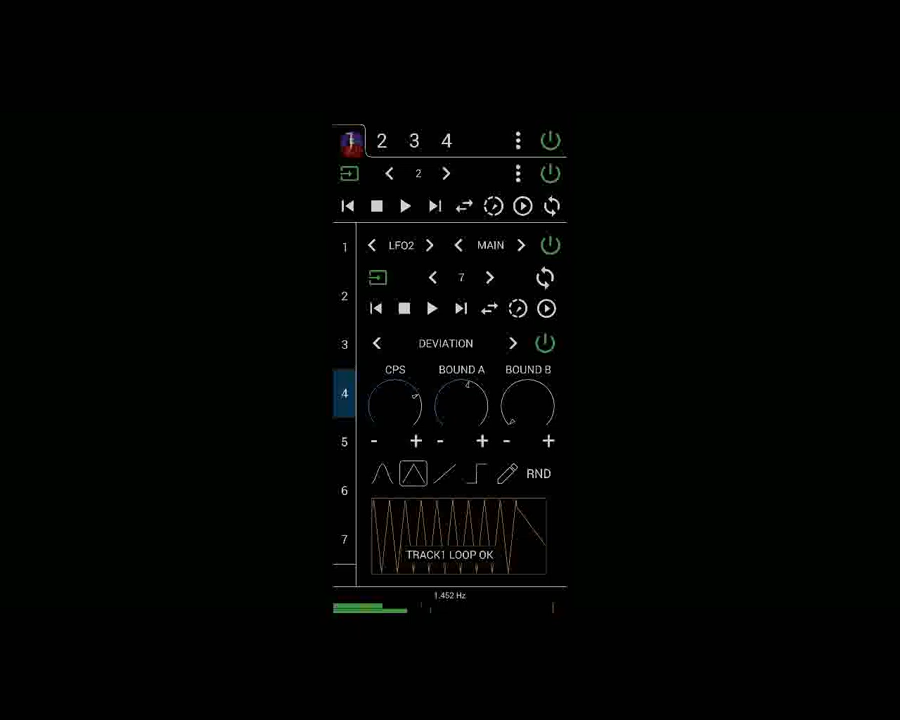 1 2 3 4
2
1 LFO2 MAIN
7
2
3 DEVIATION
CPS BOUND A BOUND B
4
- + - + - +
5
RND
6
7
TRACK1 LOOP OK
1.452 Hz